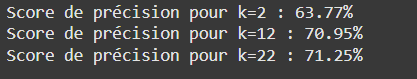 Score de précision pour k=2 : 63.77%
Score de précision pour k=12 : 70.95%
Score de précision pour k=22 : 71.25%